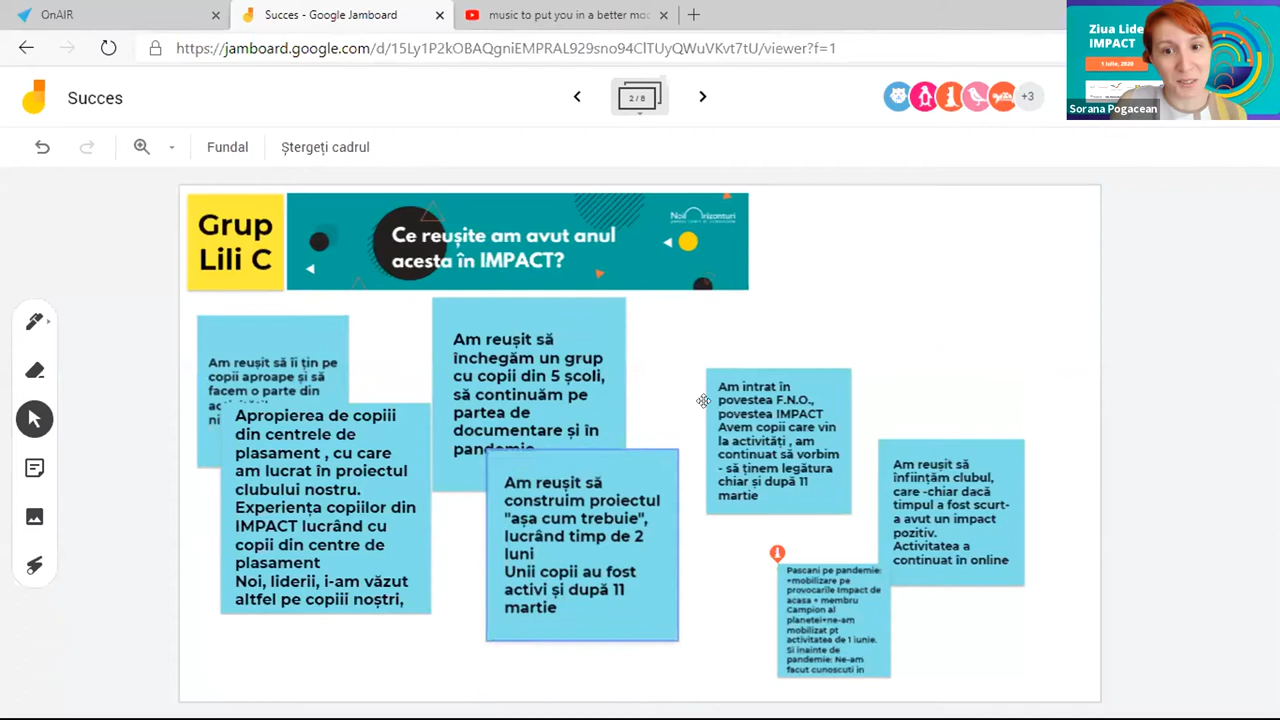 OnAIR
Succes - Google Jamboard
music to put you in a better moo
https://jamboard.google.com/d/15Ly1P2kOBAQgniEMPRAL929sno94ClTUyQWuVKvt7tU/viewer?f=1
Ziua Lide
IMPACT
1 iulie, 2020
Sorana Pogacean
Succes
2/8
+3
Fundal
Ștergeți cadrul
Grup
Lili C
Ce reușite am avut anul
acesta în IMPACT?
Noi Orizonturi
Am reușit să îi țin pe
copii aproape și să
facem o parte din
Apropierea de copiii
din centrele de
plasament , cu care
am lucrat în proiectul
clubului nostru.
Experiența copiilor din
IMPACT lucrând cu
copii din centre de
plasament
Noi, liderii, i-am văzut
altfel pe copiii noștri,
Am reușit să
închegăm un grup
cu copii din 5 școli,
să continuăm pe
partea de
documentare și în
pandemie
Am reușit să
construim proiectul
"așa cum trebuie",
lucrând timp de 2
luni
Unii copii au fost
activi și după 11
martie
Am intrat în
povestea F.N.O.,
povestea IMPACT
Avem copii care vin
la activități , am
continuat să vorbim
- să ținem legătura
chiar și după 11
martie
Am reușit să
înființăm clubul,
care -chiar dacă
timpul a fost scurt-
a avut un impact
pozitiv.
Activitatea a
continuat în online
Pascani pe pandemie:
+mobilizare pe
provocarile Impact de
acasa + membru
Campion al
planetei+ne-am
mobilizat pt
activitatea de 1 iunie.
Si inainte de
pandemie: Ne-am
facut cunoscuti in